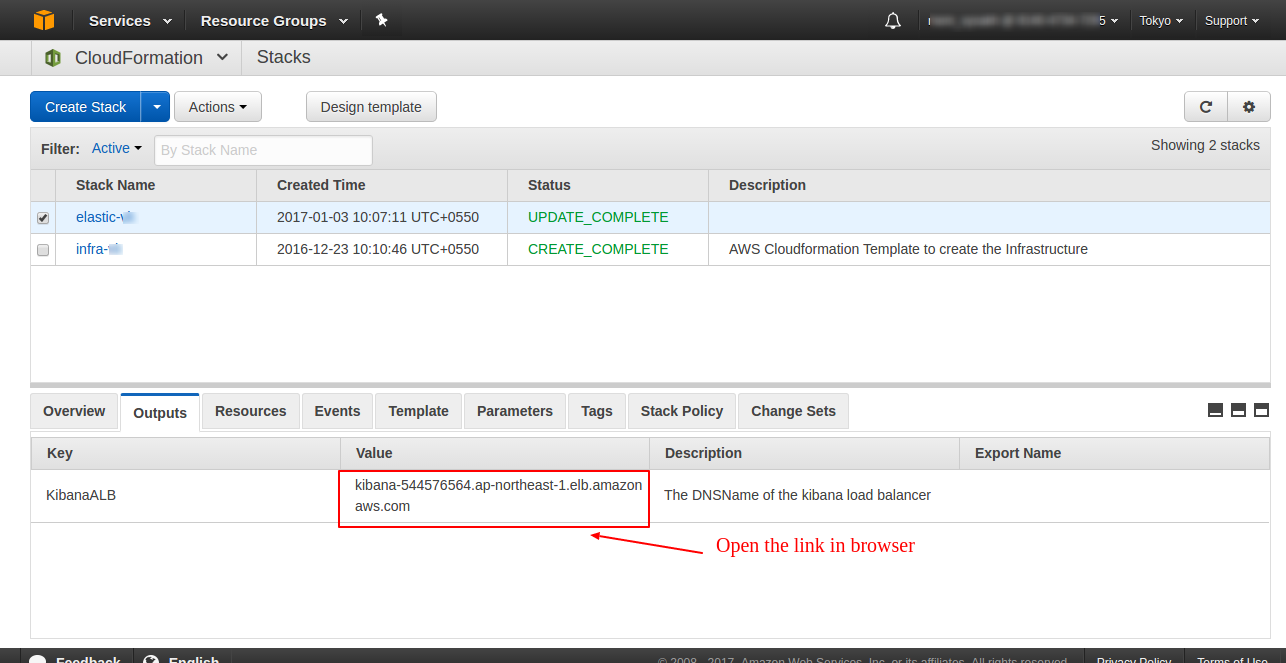 Services Resource Groups Tokyo Support
CloudFormation Stacks
Create Stack Actions Design template
Filter: Active By Stack Name Showing 2 stacks
Stack Name Created Time Status Description
elastic- 2017-01-03 10:07:11 UTC+0550 UPDATE_COMPLETE
infra- 2016-12-23 10:10:46 UTC+0550 CREATE_COMPLETE AWS Cloudformation Template to create the Infrastructure
Overview Outputs Resources Events Template Parameters Tags Stack Policy Change Sets
Key Value Description Export Name
KibanaALB kibana-544576564.ap-northeast-1.elb.amazon The DNSName of the kibana load balancer
aws.com
Open the link in browser
Feedback English © 2008 - 2017, Amazon Web Services, Inc. or its affiliates. All rights reserved. Privacy Policy Terms of Use